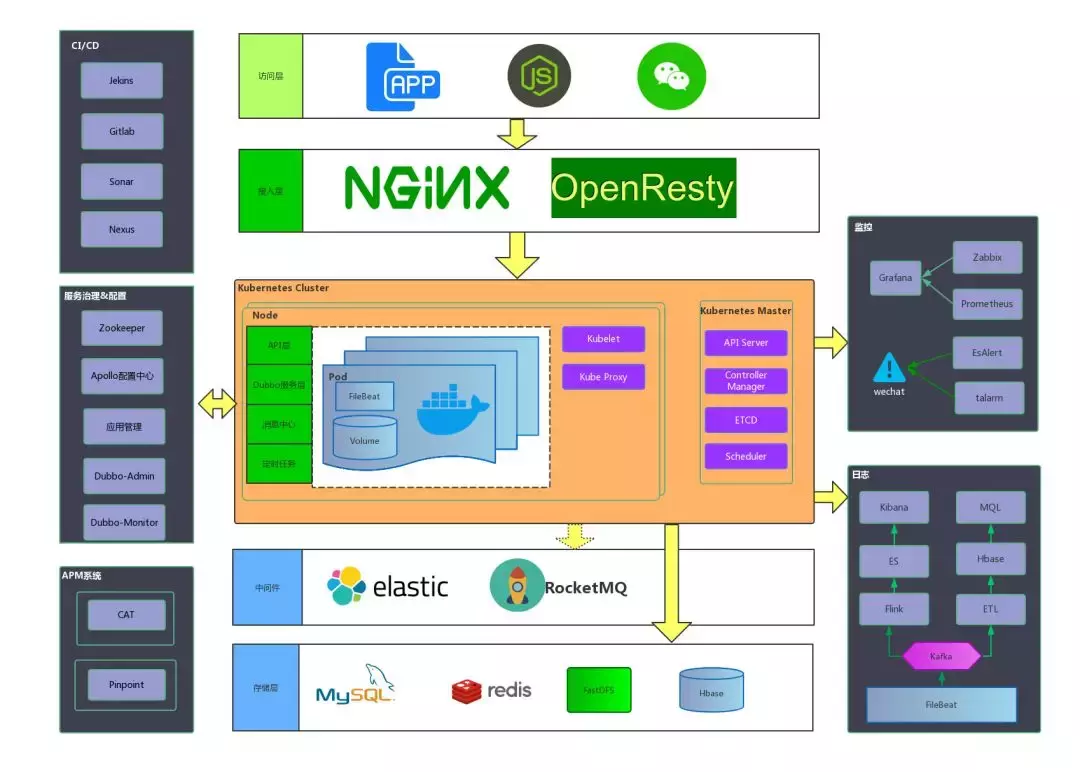 CI/CD
Jekins
Gitlab
Sonar
Nexus
服务治理&配置
Zookeeper
Apollo配置中心
应用管理
Dubbo-Admin
Dubbo-Monitor
APM系统
CAT
Pinpoint
访问层
APP
JS
接入层
NGINX
OpenResty
Kubernetes Cluster
Node
API层
Dubbo服务层
消息中心
定时任务
Pod
FileBeat
Volume
Kubelet
Kube Proxy
Kubernetes Master
API Server
Controller
Manager
ETCD
Scheduler
中间件
elastic
RocketMQ
存储层
MySQL
redis
FastDFS
Hbase
监控
Grafana
Zabbix
Prometheus
wechat
EsAlert
talarm
日志
Kibana
MQL
ES
Hbase
Flink
ETL
Kafka
FileBeat